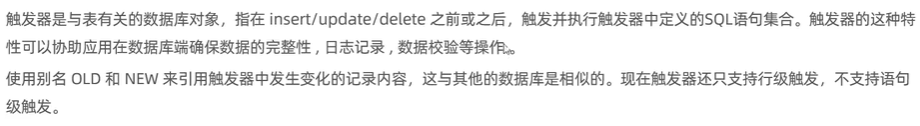 触发器是与表有关的数据库对象，指在 insert/update/delete 之前或之后，触发并执行触发器中定义的SQL语句集合。触发器的这种特
性可以协助应用在数据库端确保数据的完整性 , 日志记录 , 数据校验等操作。
使用别名 OLD 和 NEW 来引用触发器中发生变化的记录内容，这与其他的数据库是相似的。现在触发器还只支持行级触发，不支持语句
级触发。